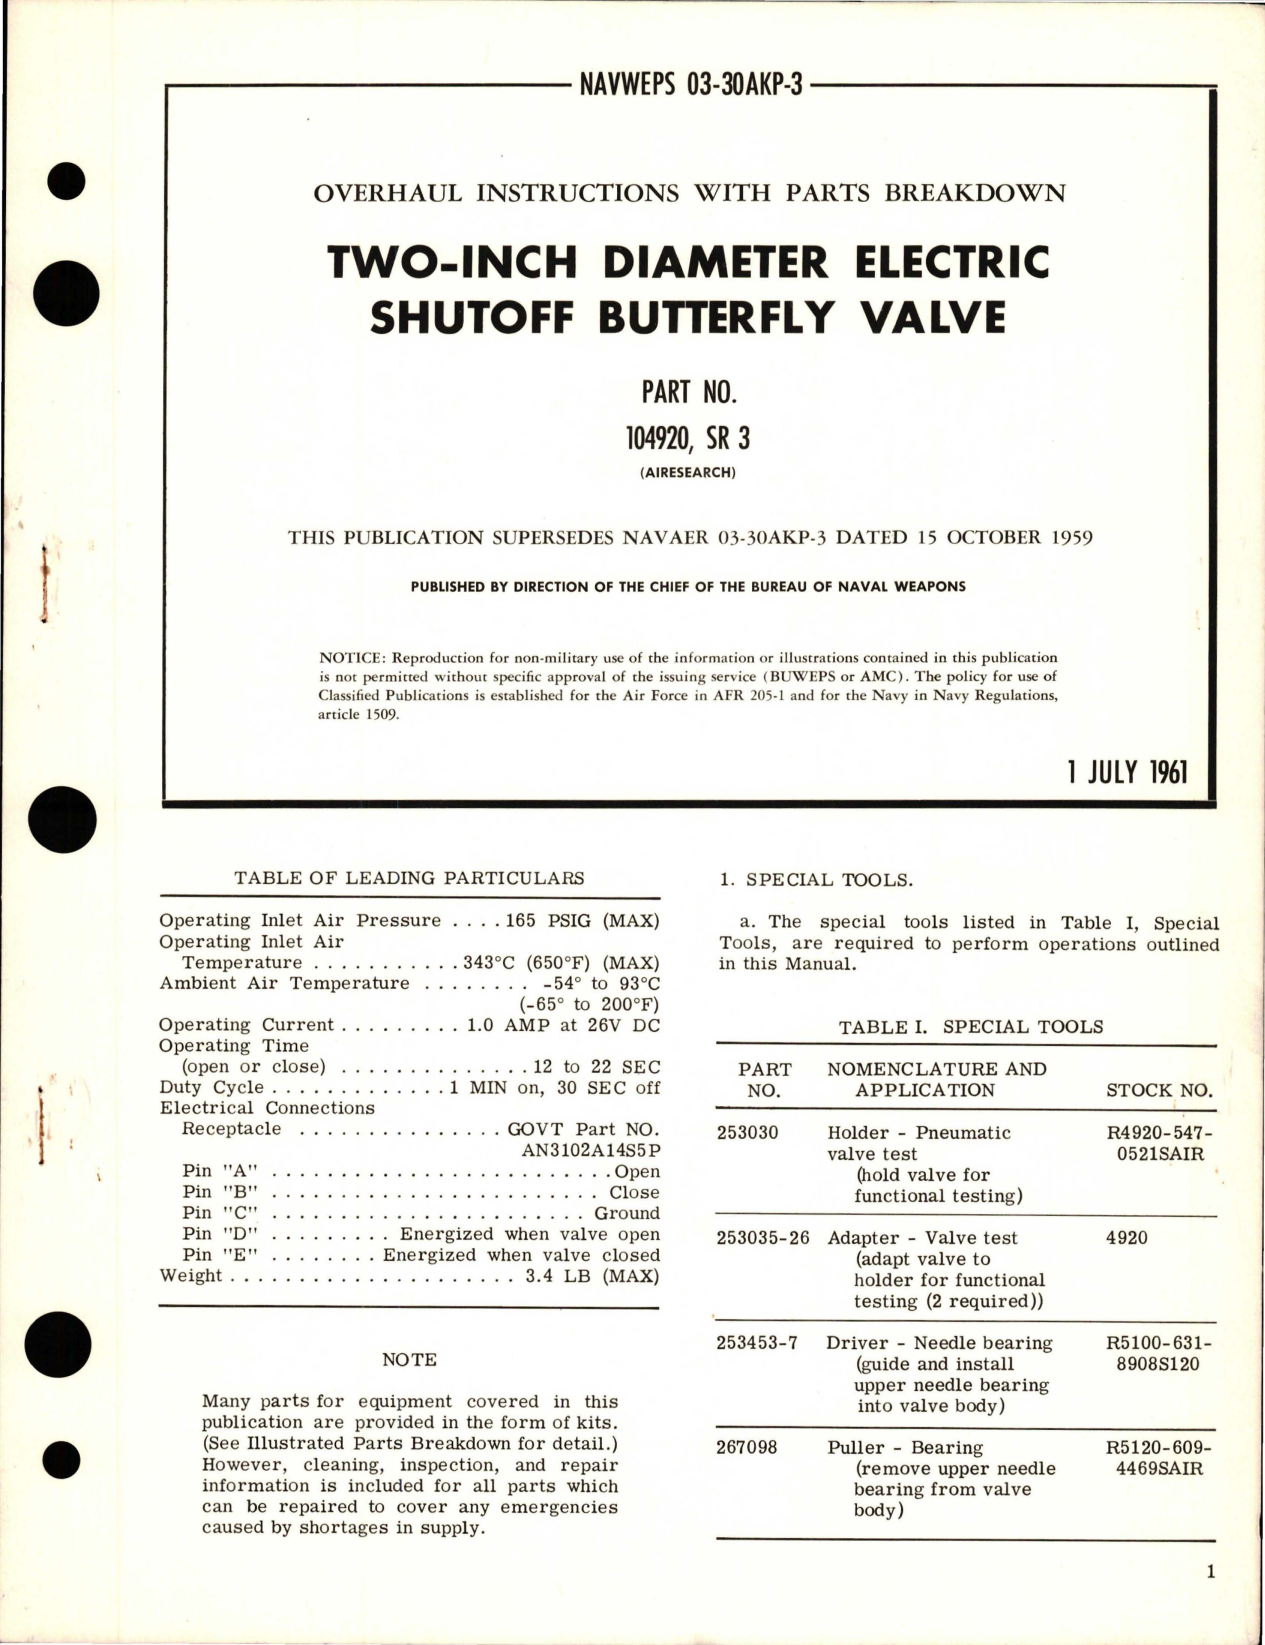 NAVWEPS 03-30AKP-3
OVERHAUL INSTRUCTIONS WITH PARTS BREAKDOWN
TWO-INCH DIAMETER ELECTRIC
SHUTOFF BUTTERFLY VALVE
PART NO.
104920, SR 3
(AIRESEARCH)
THIS PUBLICATION SUPERSEDES NAVAER 03-30AKP-3 DATED 15 OCTOBER 1959
PUBLISHED BY DIRECTION OF THE CHIEF OF THE BUREAU OF NAVAL WEAPONS
NOTICE: Reproduction for non-military use of the information or illustrations contained in this publication
is not permitted without specific approval of the issuing service (BUWEPS or AMC). The policy for use of
Classified Publications is established for the Air Force in AFR 205-1 and for the Navy in Navy Regulations,
article 1509.
1 JULY 1961
TABLE OF LEADING PARTICULARS
Operating Inlet Air Pressure . . . . 165 PSIG (MAX)
Operating Inlet Air
Temperature . . . . . . . . . . . 343°C (650°F) (MAX)
Ambient Air Temperature . . . . . . . . -54° to 93°C
(-65° to 200°F)
Operating Current . . . . . . . . . 1.0 AMP at 26V DC
Operating Time
(open or close) . . . . . . . . . . . . . . 12 to 22 SEC
Duty Cycle . . . . . . . . . . . . . 1 MIN on, 30 SEC off
Electrical Connections
Receptacle . . . . . . . . . . . . . . . GOVT Part NO.
AN3102A14S5P
Pin "A" . . . . . . . . . . . . . . . . . . . . . . . . . Open
Pin "B" . . . . . . . . . . . . . . . . . . . . . . . . Close
Pin "C" . . . . . . . . . . . . . . . . . . . . . . . Ground
Pin "D" . . . . . . . . . Energized when valve open
Pin "E" . . . . . . . . Energized when valve closed
Weight . . . . . . . . . . . . . . . . . . . . . 3.4 LB (MAX)
NOTE
Many parts for equipment covered in this
publication are provided in the form of kits.
(See Illustrated Parts Breakdown for detail.)
However, cleaning, inspection, and repair
information is included for all parts which
can be repaired to cover any emergencies
caused by shortages in supply.
1. SPECIAL TOOLS.
a. The special tools listed in Table I, Special
Tools, are required to perform operations outlined
in this Manual.
TABLE I. SPECIAL TOOLS
PART NOMENCLATURE AND
NO. APPLICATION STOCK NO.
253030 Holder - Pneumatic R4920-547-
valve test 0521SAIR
(hold valve for
functional testing)
253035-26 Adapter - Valve test 4920
(adapt valve to
holder for functional
testing (2 required))
253453-7 Driver - Needle bearing R5100-631-
(guide and install 8908S120
upper needle bearing
into valve body)
267098 Puller - Bearing R5120-609-
(remove upper needle 4469SAIR
bearing from valve
body)
1